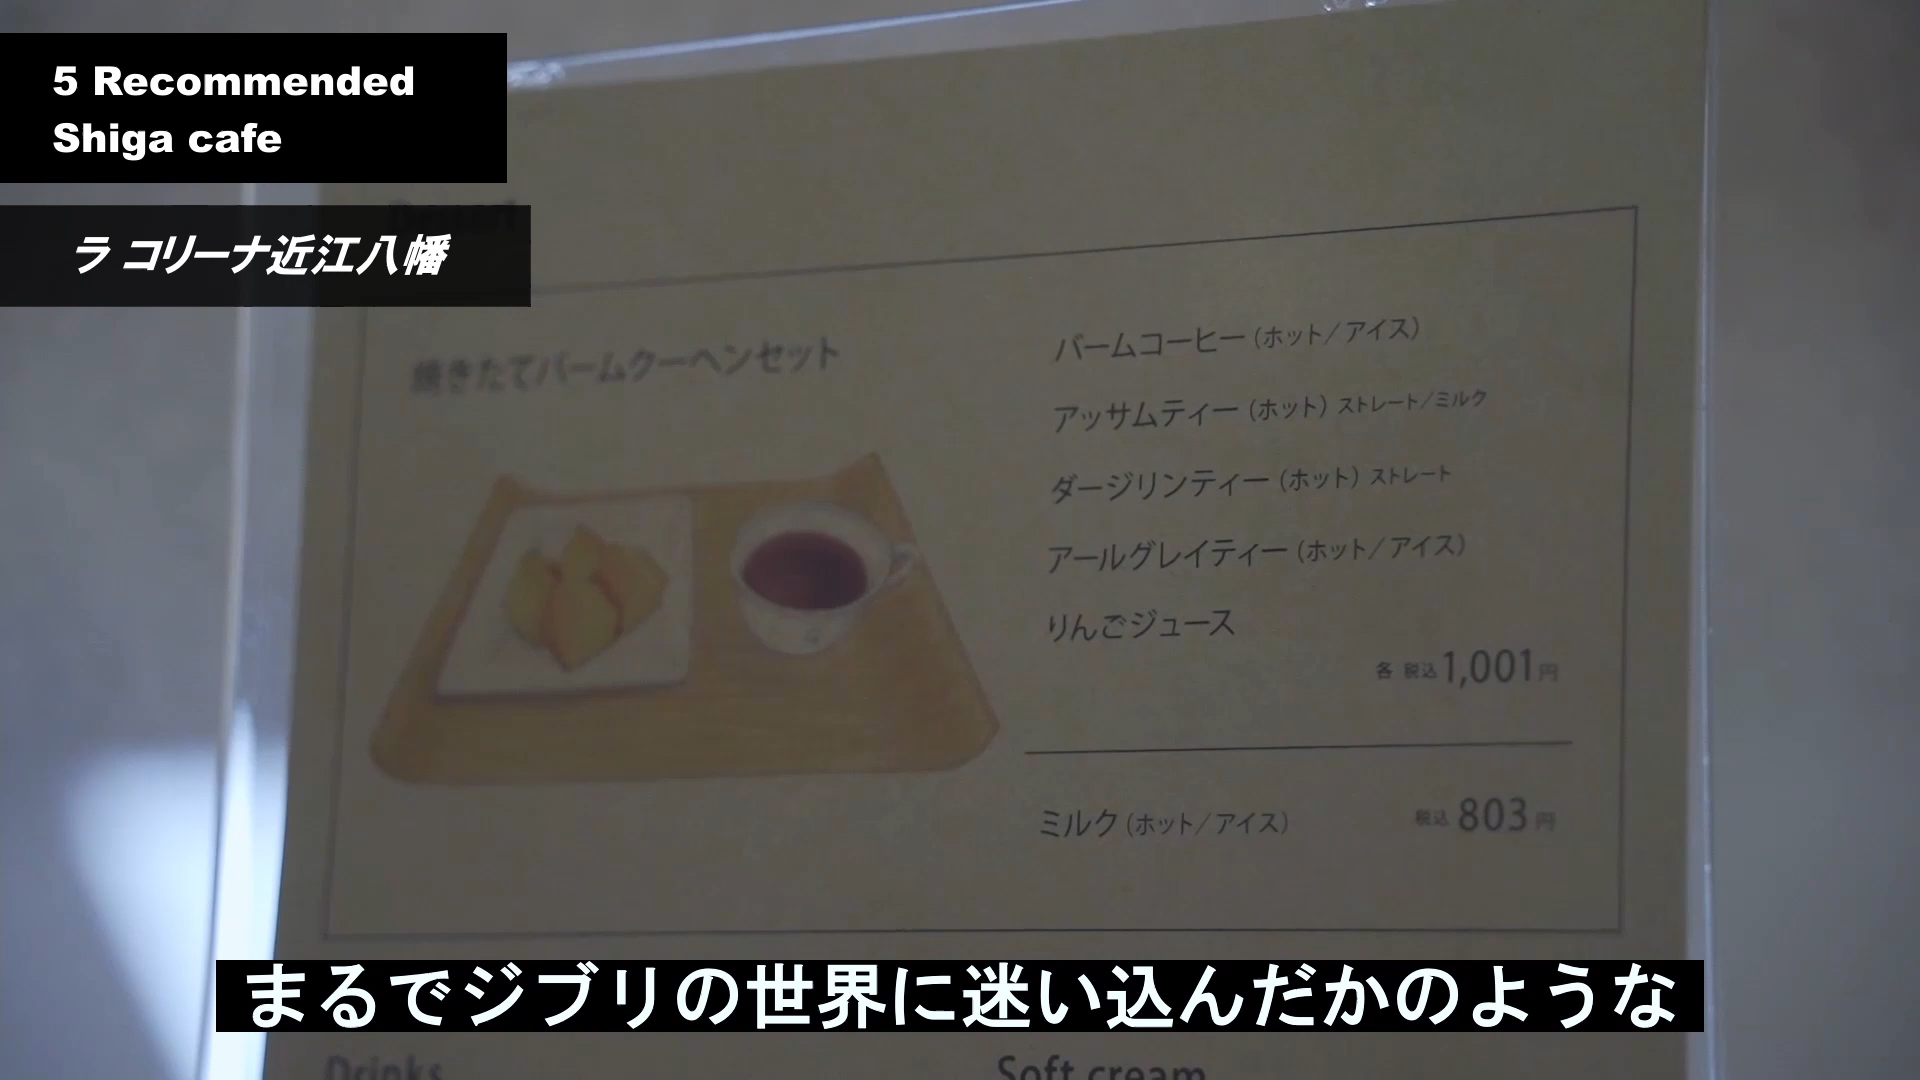 5 Recommended
Shiga cafe
ラ コリーナ近江八幡
焼きたてバームクーヘンセット
バームコーヒー(ホット/アイス)
アッサムティー(ホット)ストレート/ミルク
ダージリンティー(ホット)ストレート
アールグレイティー(ホット/アイス)
りんごジュース
各 税込1,001円
ミルク(ホット/アイス) 税込803円
まるでジブリの世界に迷い込んだかのような
Drinks
Soft cream